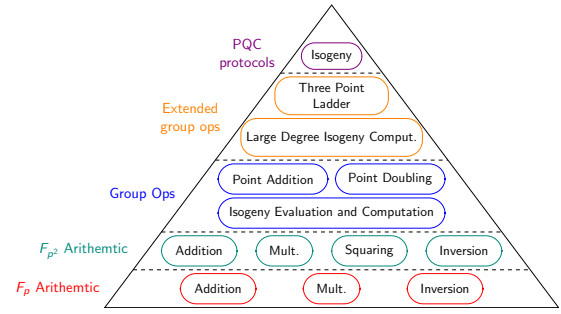 PQC
protocols
Isogeny
Extended
group ops
Three Point
Ladder
Large Degree Isogeny Comput.
Group Ops
Point Addition
Point Doubling
Isogeny Evaluation and Computation
F_{p^2} Arithemtic
Addition
Mult.
Squaring
Inversion
F_p Arithemtic
Addition
Mult.
Inversion